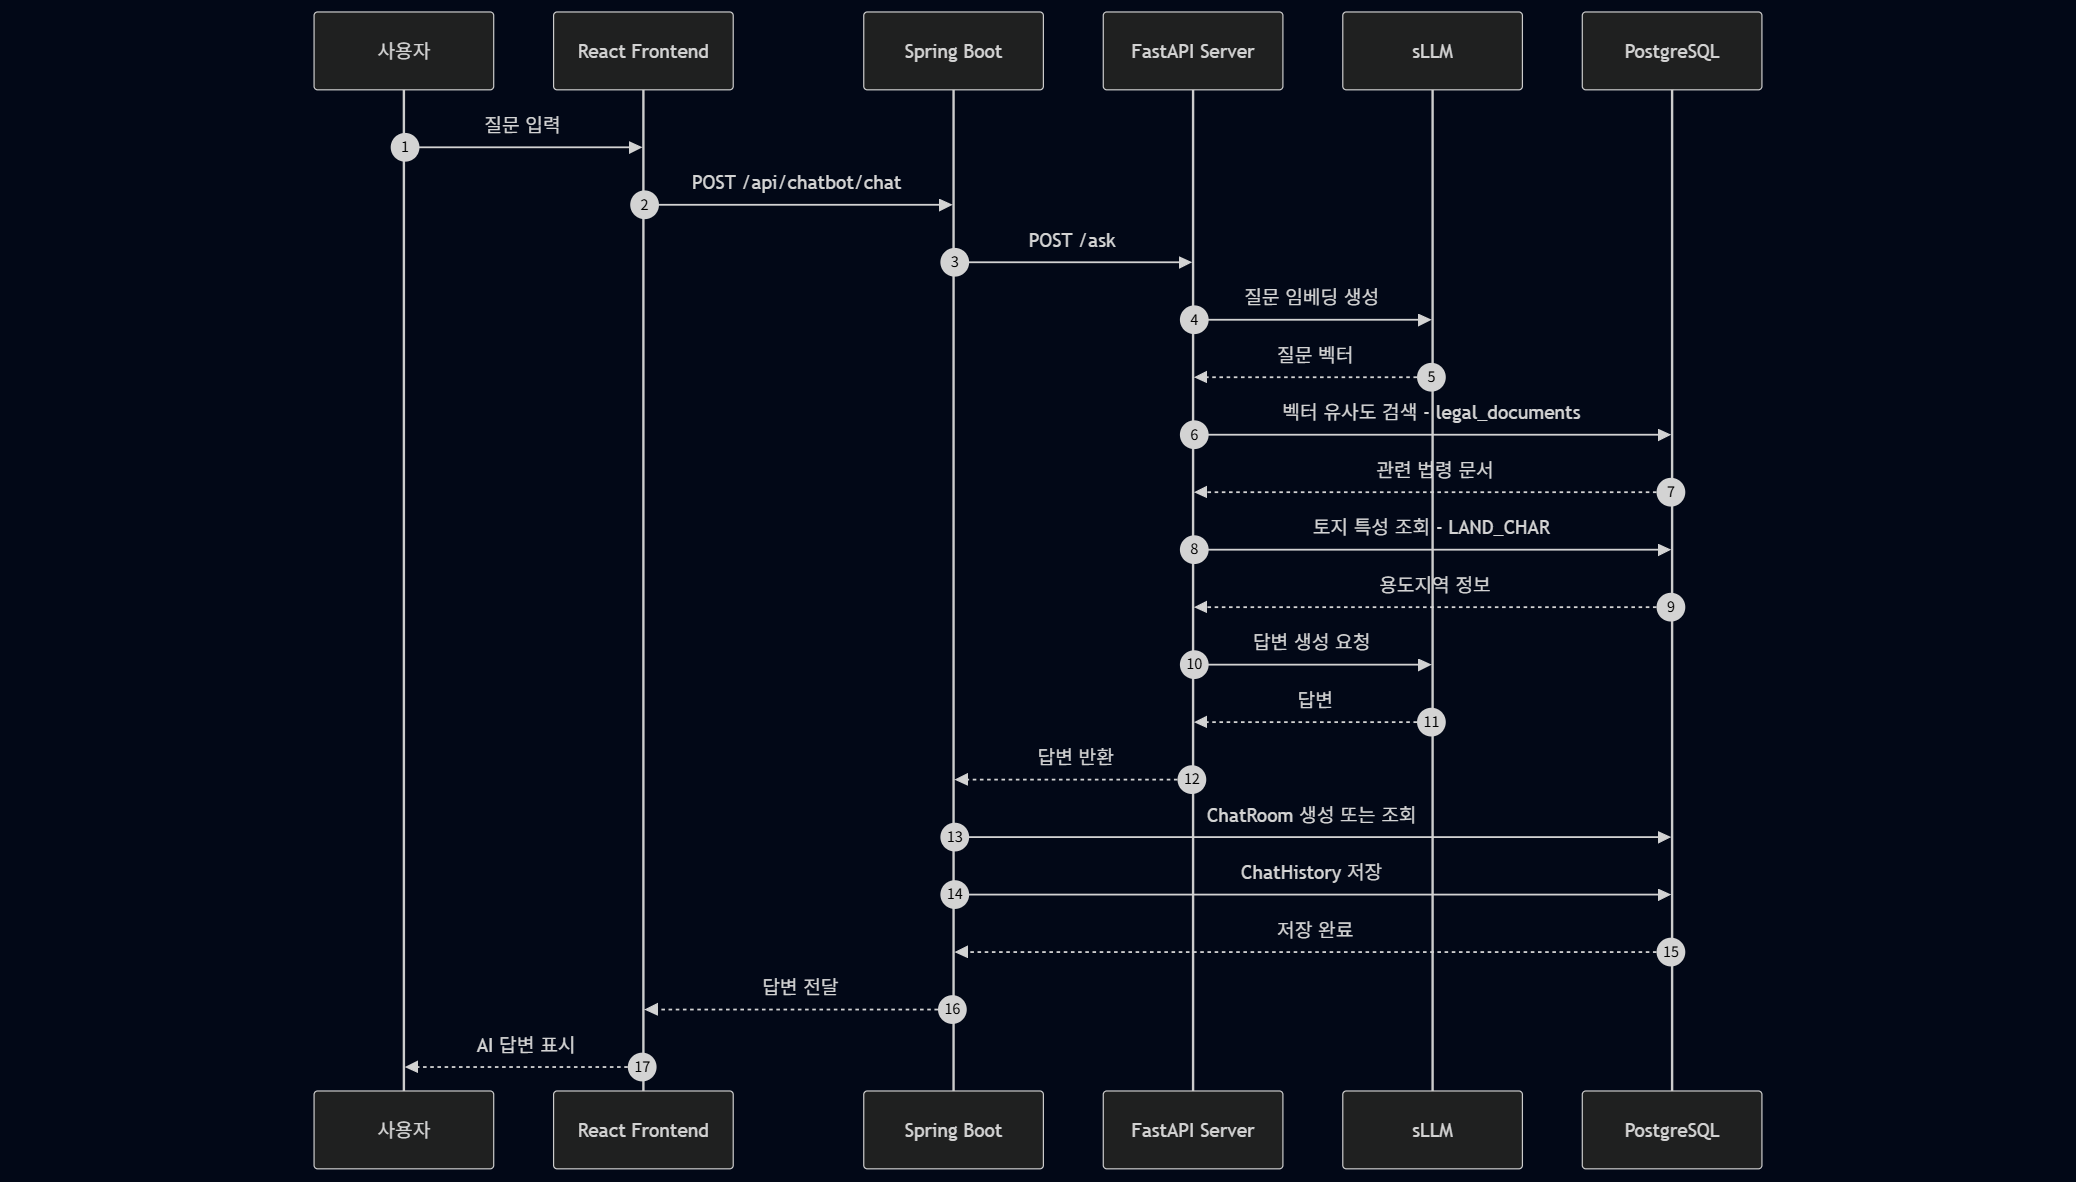 사용자
React Frontend
Spring Boot
FastAPI Server
sLLM
PostgreSQL
질문 입력
1
POST /api/chatbot/chat
2
POST /ask
3
질문 임베딩 생성
4
질문 벡터
5
벡터 유사도 검색 - legal_documents
6
관련 법령 문서
7
토지 특성 조회 - LAND_CHAR
8
용도지역 정보
9
답변 생성 요청
10
답변
11
답변 반환
12
ChatRoom 생성 또는 조회
13
ChatHistory 저장
14
저장 완료
15
답변 전달
16
AI 답변 표시
17
사용자
React Frontend
Spring Boot
FastAPI Server
sLLM
PostgreSQL